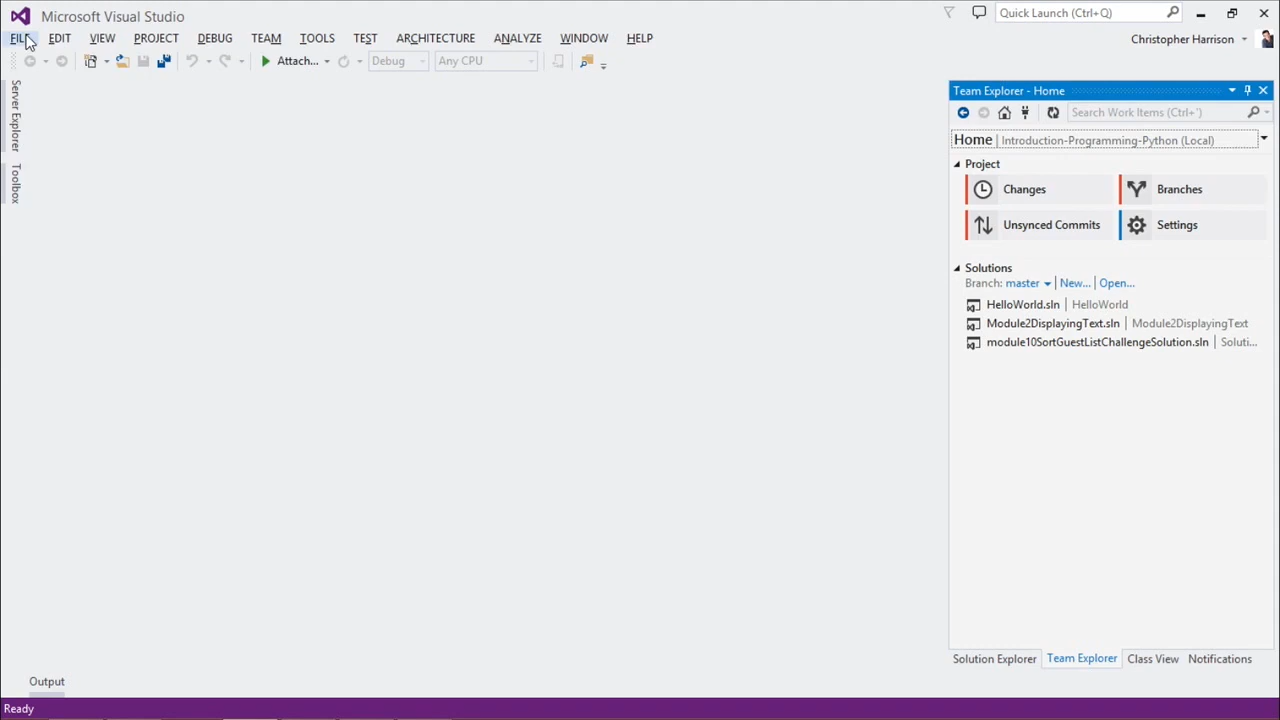 Microsoft Visual Studio
Quick Launch (Ctrl+Q)
FILE EDIT VIEW PROJECT DEBUG TEAM TOOLS TEST ARCHITECTURE ANALYZE WINDOW HELP
Christopher Harrison
Attach... Debug Any CPU
Server Explorer
Toolbox
Team Explorer - Home
Search Work Items (Ctrl+')
Home | Introduction-Programming-Python (Local)
Project
Changes Branches
Unsynced Commits Settings
Solutions
Branch: master | New... | Open...
HelloWorld.sln | HelloWorld
Module2DisplayingText.sln | Module2DisplayingText
module10SortGuestListChallengeSolution.sln | Soluti...
Solution Explorer Team Explorer Class View Notifications
Output
Ready